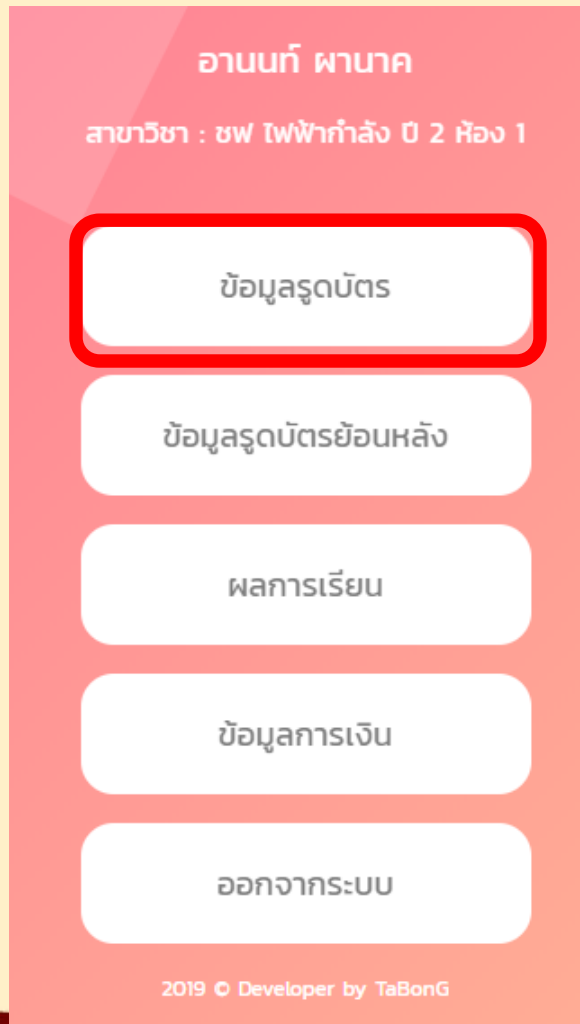 อานนท์ ผานาค
สาขาวิชา : ชฟ ไฟฟ้ากำลัง ปี 2 ห้อง 1
ข้อมูลรูดบัตร
ข้อมูลรูดบัตรย้อนหลัง
ผลการเรียน
ข้อมูลการเงิน
ออกจากระบบ
2019 © Developer by TaBonG